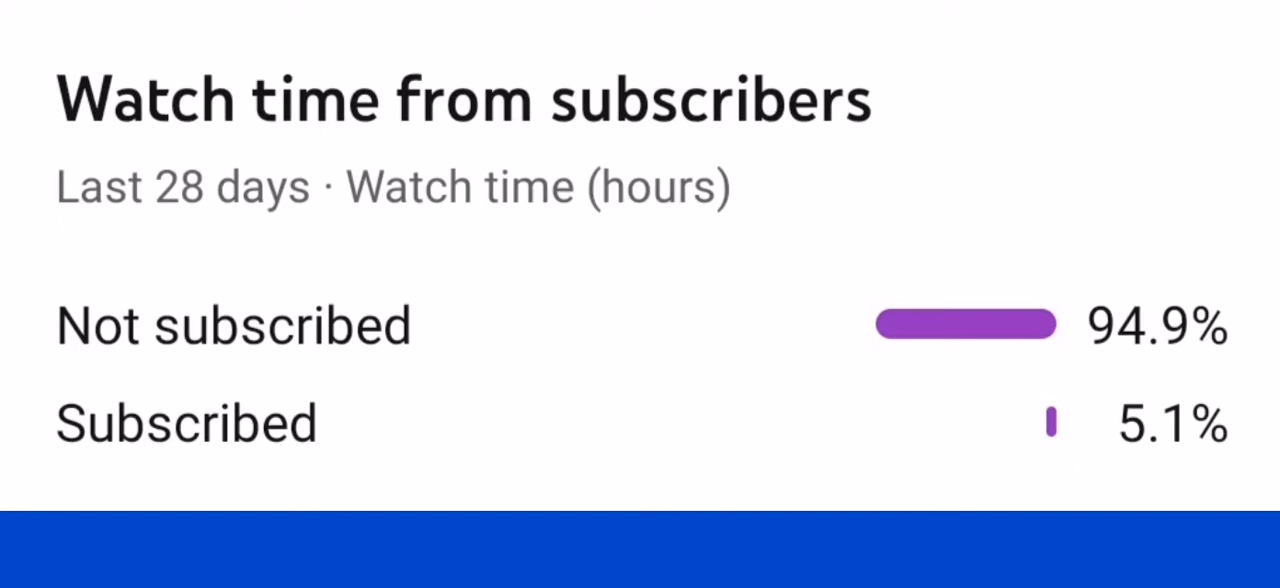 Watch time from subscribers
Last 28 days · Watch time (hours)
Not subscribed 94.9%
Subscribed 5.1%